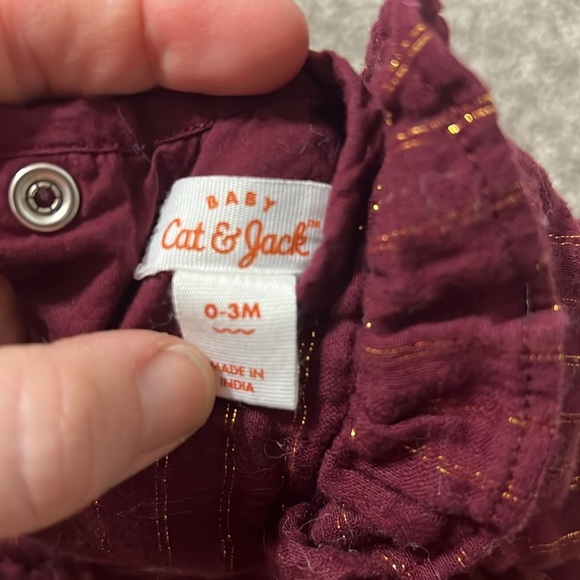 BABY
Cat & Jack™
0-3M
MADE IN
INDIA